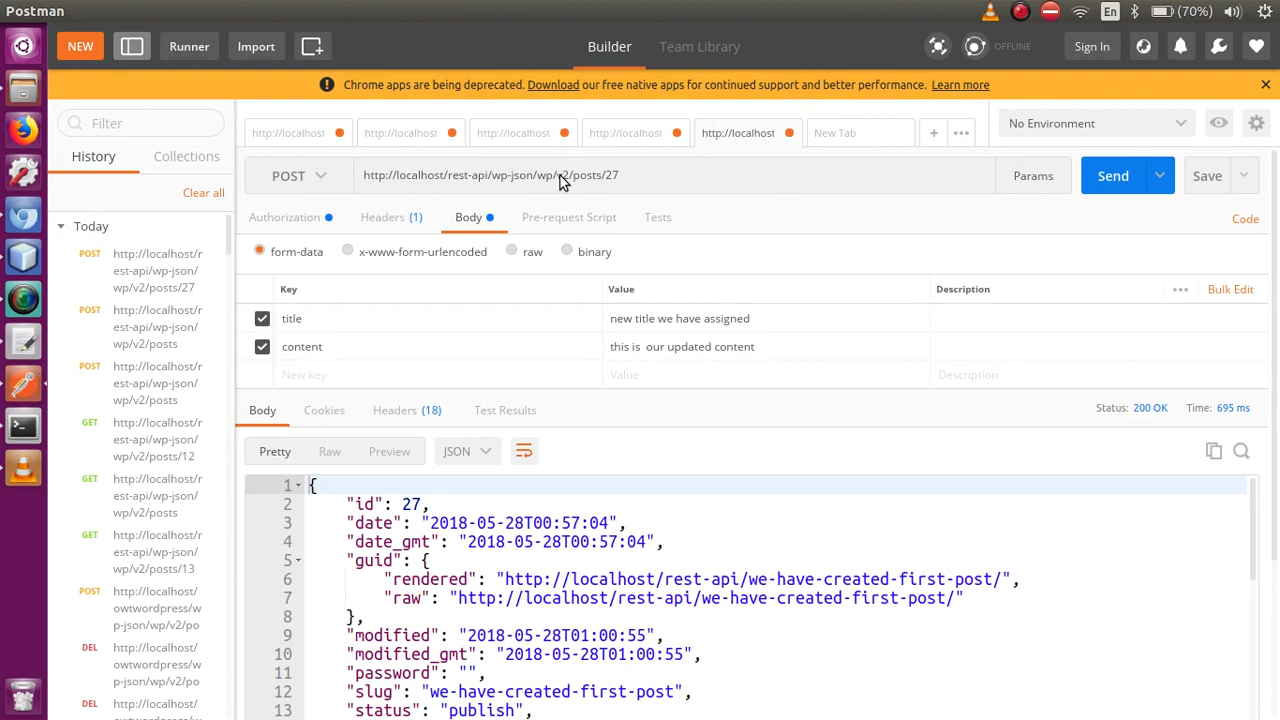 Postman
En
(70%)
NEW
Runner
Import
Builder
Team Library
OFFLINE
Sign In
Chrome apps are being deprecated. Download our free native apps for continued support and better performance. Learn more
Filter
History
Collections
Clear all
Today
POST http://localhost/r
est-api/wp-json/
wp/v2/posts/27
POST http://localhost/r
est-api/wp-json/
wp/v2/posts
POST http://localhost/r
est-api/wp-json/
wp/v2/posts
GET http://localhost/r
est-api/wp-json/
wp/v2/posts/12
GET http://localhost/r
est-api/wp-json/
wp/v2/posts
GET http://localhost/r
est-api/wp-json/
wp/v2/posts/13
POST http://localhost/
owtwordpress/w
p-json/wp/v2/po
DEL http://localhost/
owtwordpress/w
p-json/wp/v2/po
DEL http://localhost/
http://localhost
http://localhost
http://localhost
http://localhost
http://localhost
New Tab
No Environment
POST
http://localhost/rest-api/wp-json/wp/v2/posts/27
Params
Send
Save
Authorization
Headers (1)
Body
Pre-request Script
Tests
Code
form-data
x-www-form-urlencoded
raw
binary
Key Value Description
Bulk Edit
title new title we have assigned
content this is  our updated content
New key Value Description
Body
Cookies
Headers (18)
Test Results
Status: 200 OK
Time: 695 ms
Pretty
Raw
Preview
JSON
1 {
2 "id": 27,
3 "date": "2018-05-28T00:57:04",
4 "date_gmt": "2018-05-28T00:57:04",
5 "guid": {
6 "rendered": "http://localhost/rest-api/we-have-created-first-post/",
7 "raw": "http://localhost/rest-api/we-have-created-first-post/"
8 },
9 "modified": "2018-05-28T01:00:55",
10 "modified_gmt": "2018-05-28T01:00:55",
11 "password": "",
12 "slug": "we-have-created-first-post",
13 "status": "publish",